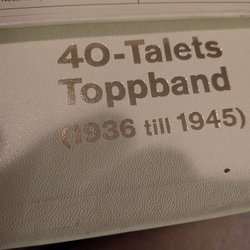 40-Talets
Toppband
(1936 till 1945)